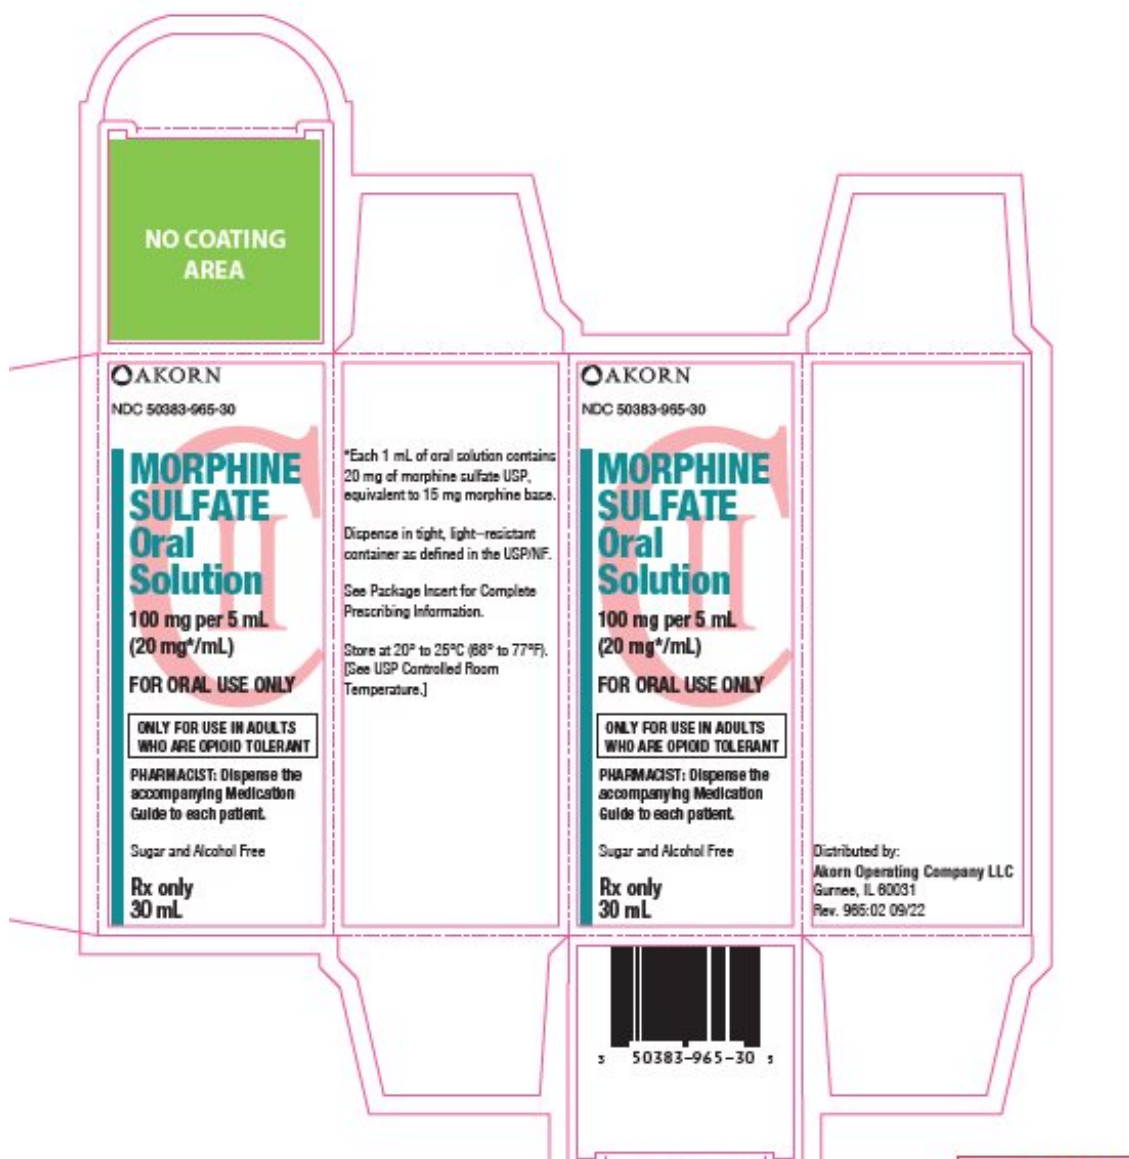 NO COATING
AREA
AKORN
NDC 50383-965-30
CII
MORPHINE
SULFATE
Oral
Solution
100 mg per 5 mL
(20 mg*/mL)
FOR ORAL USE ONLY
ONLY FOR USE IN ADULTS
WHO ARE OPIOID TOLERANT
PHARMACIST: Dispense the
accompanying Medication
Guide to each patient.
Sugar and Alcohol Free
Rx only
30 mL
*Each 1 mL of oral solution contains
20 mg of morphine sulfate USP,
equivalent to 15 mg morphine base.
Dispense in tight, light-resistant
container as defined in the USP/NF.
See Package Insert for Complete
Prescribing Information.
Store at 20° to 25°C (68° to 77°F).
[See USP Controlled Room
Temperature.]
AKORN
NDC 50383-965-30
CII
MORPHINE
SULFATE
Oral
Solution
100 mg per 5 mL
(20 mg*/mL)
FOR ORAL USE ONLY
ONLY FOR USE IN ADULTS
WHO ARE OPIOID TOLERANT
PHARMACIST: Dispense the
accompanying Medication
Guide to each patient.
Sugar and Alcohol Free
Rx only
30 mL
Distributed by:
Akorn Operating Company LLC
Gurnee, IL 60031
Rev. 965:02 09/22
50383-965-30